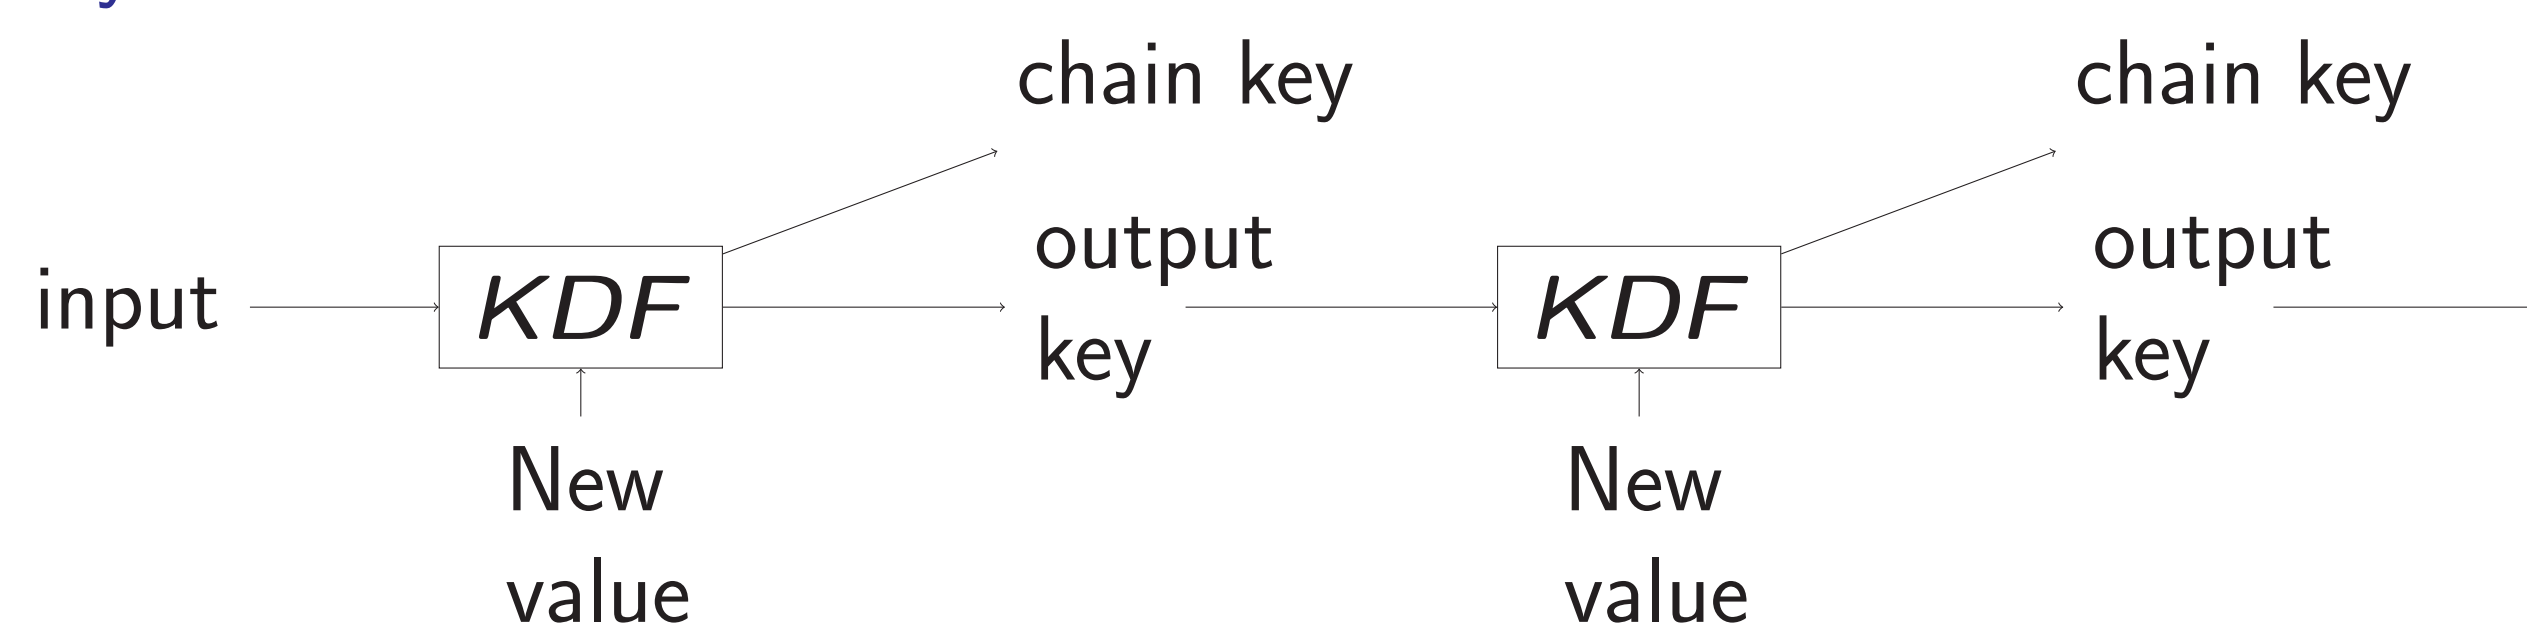 chain key
chain key
input
KDF
output
key
KDF
output
key
New
value
New
value